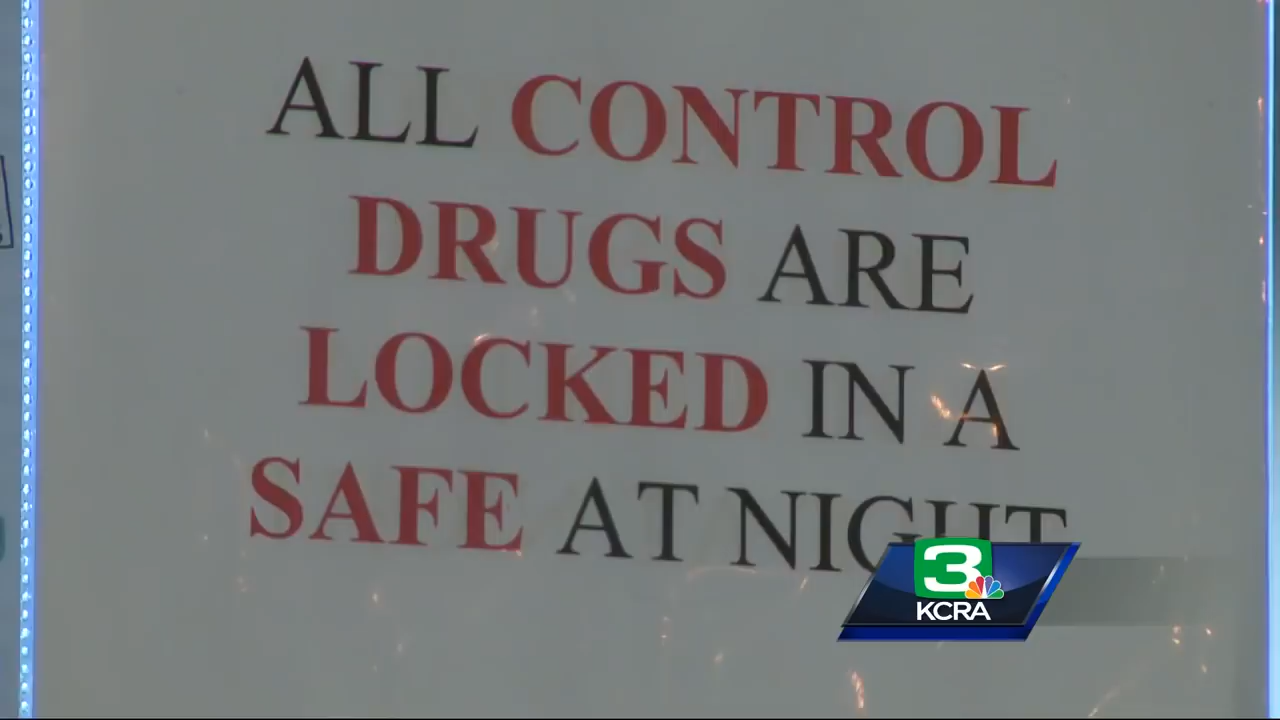 ALL CONTROL
DRUGS ARE
LOCKED IN A
SAFE AT NIGHT
3
KCRA